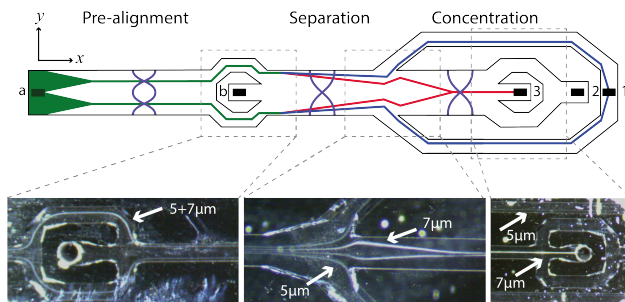 Pre-alignment Separation Concentration
y
x
a
b
3 2 1
5+7µm
7µm
5µm
5µm
7µm